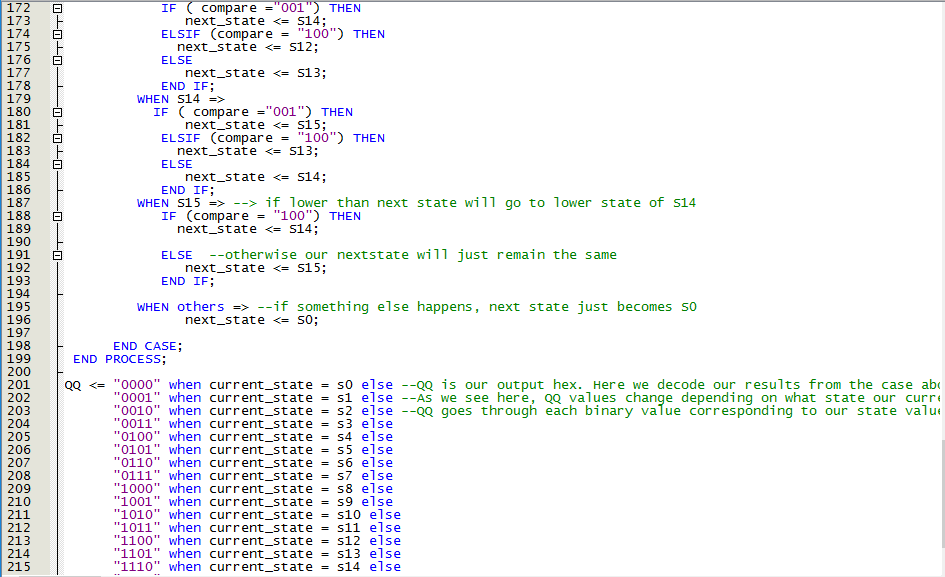 172 IF ( compare ="001") THEN
173 next_state <= S14;
174 ELSIF (compare = "100") THEN
175 next_state <= S12;
176 ELSE
177 next_state <= S13;
178 END IF;
179 WHEN S14 =>
180 IF ( compare ="001") THEN
181 next_state <= S15;
182 ELSIF (compare = "100") THEN
183 next_state <= S13;
184 ELSE
185 next_state <= S14;
186 END IF;
187 WHEN S15 => --> if lower than next state will go to lower state of S14
188 IF (compare = "100") THEN
189 next_state <= S14;
190
191 ELSE --otherwise our nextstate will just remain the same
192 next_state <= S15;
193 END IF;
194
195 WHEN others => --if something else happens, next state just becomes S0
196 next_state <= S0;
197
198 END CASE;
199 END PROCESS;
200
201 QQ <= "0000" when current_state = s0 else --QQ is our output hex. Here we decode our results from the case abo
202 "0001" when current_state = s1 else --As we see here, QQ values change depending on what state our curre
203 "0010" when current_state = s2 else --QQ goes through each binary value corresponding to our state value
204 "0011" when current_state = s3 else
205 "0100" when current_state = s4 else
206 "0101" when current_state = s5 else
207 "0110" when current_state = s6 else
208 "0111" when current_state = s7 else
209 "1000" when current_state = s8 else
210 "1001" when current_state = s9 else
211 "1010" when current_state = s10 else
212 "1011" when current_state = s11 else
213 "1100" when current_state = s12 else
214 "1101" when current_state = s13 else
215 "1110" when current_state = s14 else